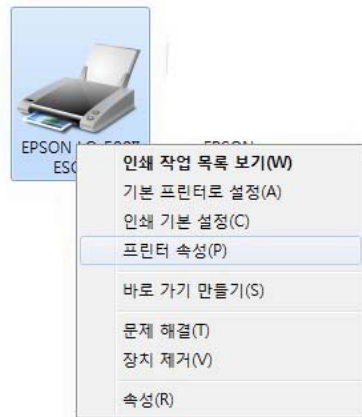 EPSON
ESC
EPSON
인쇄 작업 목록 보기(W)
기본 프린터로 설정(A)
인쇄 기본 설정(C)
프린터 속성(P)
바로 가기 만들기(S)
문제 해결(T)
장치 제거(V)
속성(R)